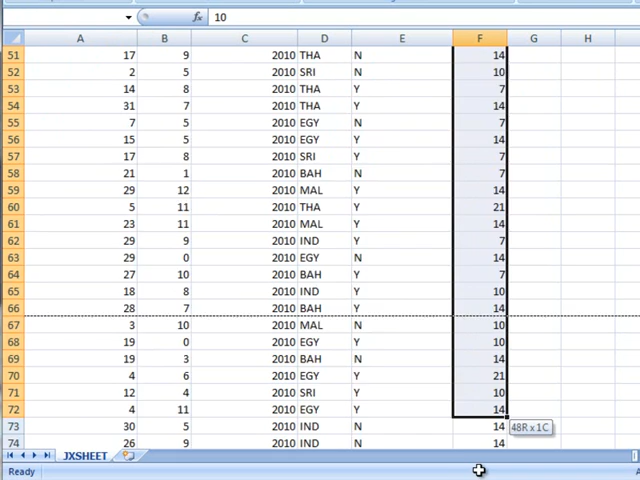 fx 10
A B C D E F G H
51 17 9 2010 THA N 14
52 2 5 2010 SRI N 10
53 14 8 2010 THA Y 7
54 31 7 2010 THA Y 14
55 7 5 2010 EGY N 7
56 15 5 2010 EGY Y 14
57 17 8 2010 SRI Y 7
58 21 1 2010 BAH N 7
59 29 12 2010 MAL Y 14
60 5 11 2010 THA Y 21
61 23 11 2010 MAL Y 14
62 29 9 2010 IND Y 7
63 29 0 2010 EGY N 14
64 27 10 2010 BAH Y 7
65 18 8 2010 IND Y 10
66 28 7 2010 BAH Y 14
67 3 10 2010 MAL N 10
68 19 0 2010 EGY Y 10
69 19 3 2010 BAH N 14
70 4 6 2010 EGY Y 21
71 12 4 2010 SRI Y 10
72 4 11 2010 EGY Y 14
73 30 5 2010 IND N 14
48R x 1C
74 26 9 2010 IND N 14
JXSHEET
Ready